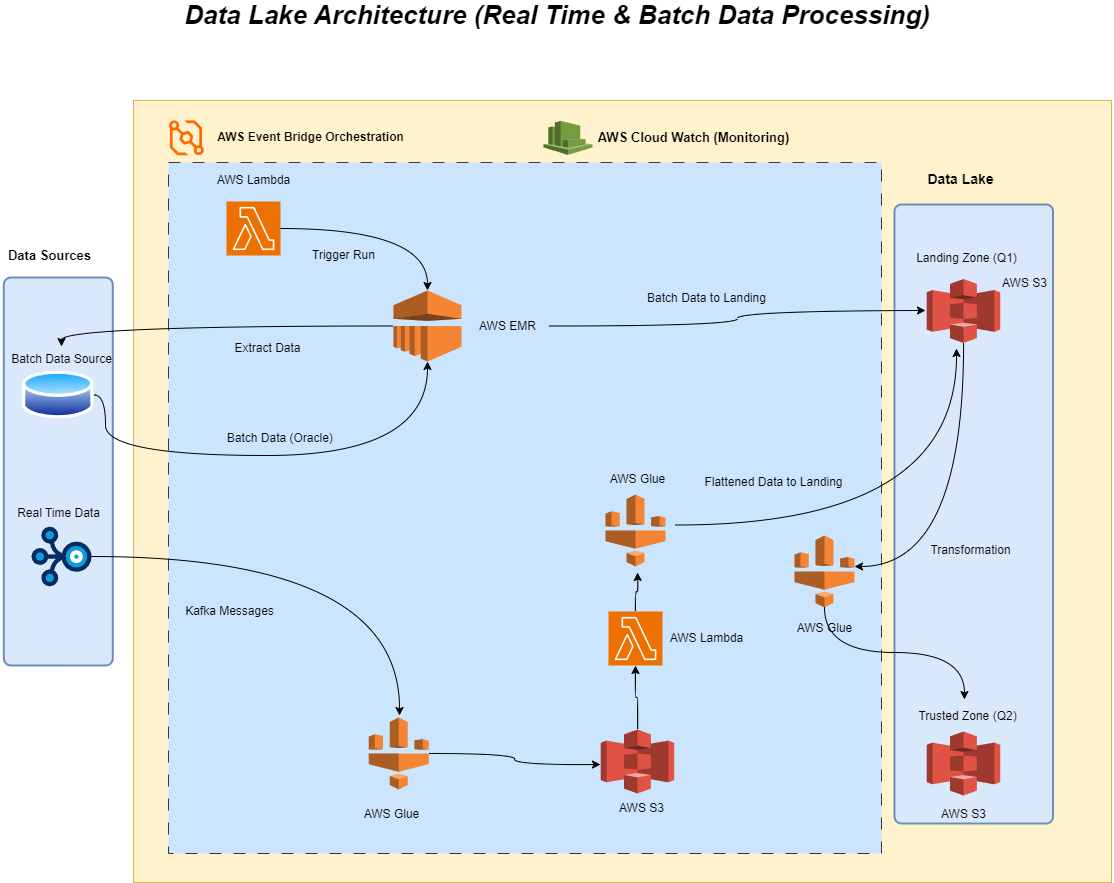 Data Lake Architecture (Real Time & Batch Data Processing)
AWS Event Bridge Orchestration
AWS Cloud Watch (Monitoring)
AWS Lambda
Data Lake
Trigger Run
Data Sources
Landing Zone (Q1)
AWS S3
Batch Data to Landing
AWS EMR
Extract Data
Batch Data Source
Batch Data (Oracle)
AWS Glue
Flattened Data to Landing
Real Time Data
Transformation
Kafka Messages
AWS Glue
AWS Lambda
Trusted Zone (Q2)
AWS Glue
AWS S3
AWS S3